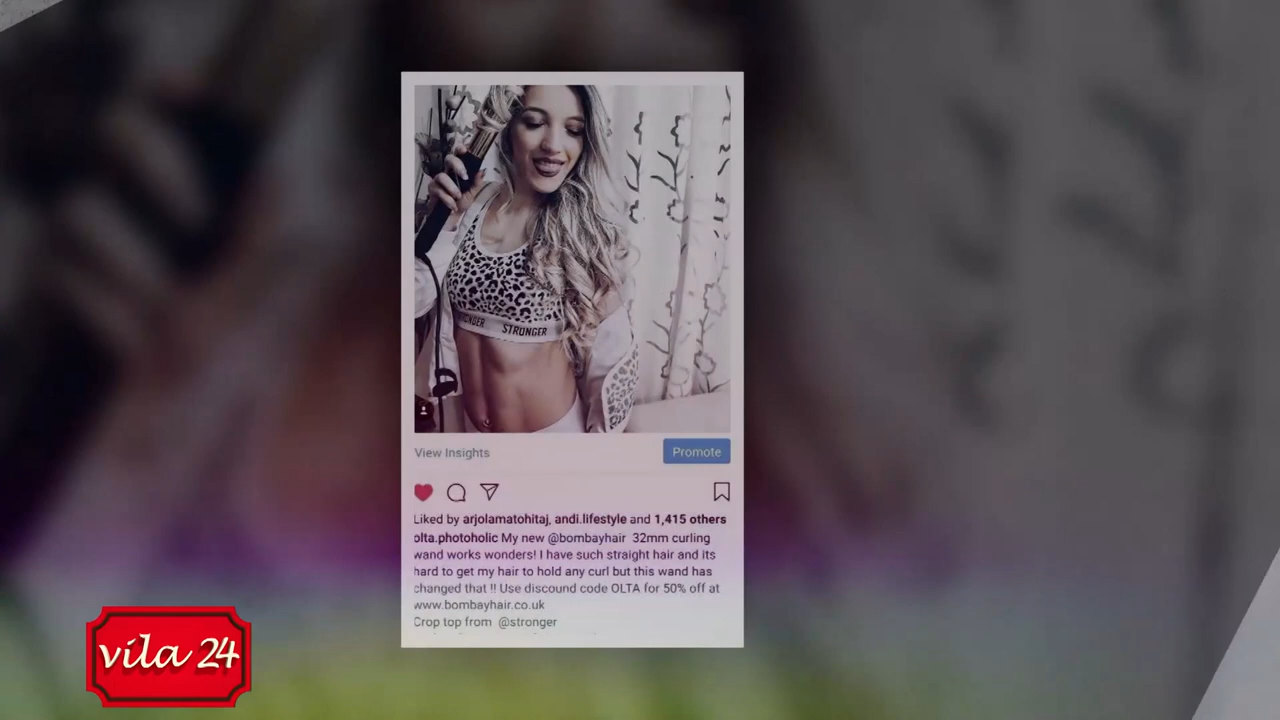 STRONGER
View Insights
Promote
Liked by arjolamatohitaj, andi.lifestyle and 1,415 others
olta.photoholic My new @bombayhair 32mm curling
wand works wonders! I have such straight hair and its
hard to get my hair to hold any curl but this wand has
changed that !! Use discound code OLTA for 50% off at
www.bombayhair.co.uk
Crop top from @stronger
vila 24